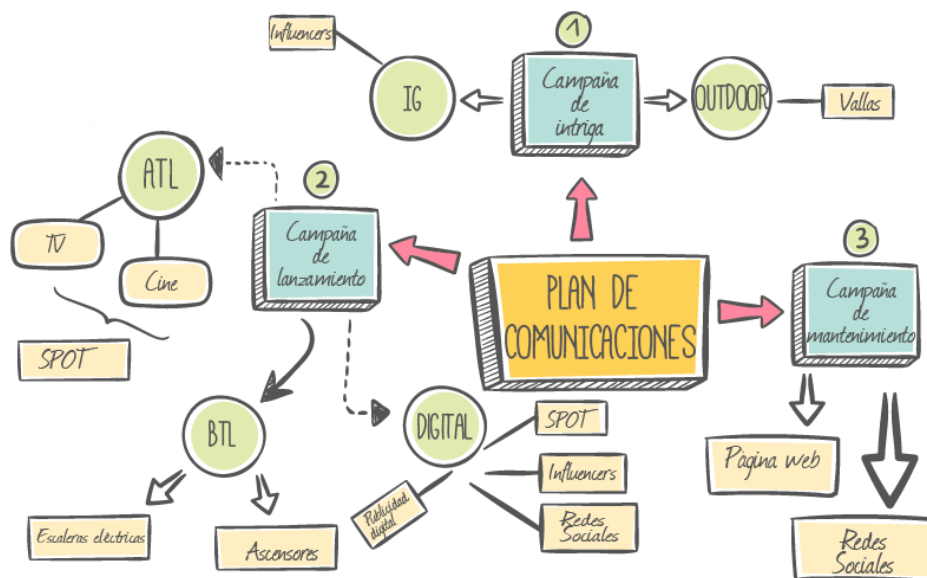 1
Influencers
IG
Campaña
de
intriga
OUTDOOR
Vallas
ATL
TV
Cine
SPOT
2
Campaña
de
lanzamiento
PLAN DE
COMUNICACIONES
3
Campaña
de
mantenimiento
BTL
Escaleras eléctricas
Ascensores
DIGITAL
SPOT
Influencers
Publicidad
digital
Redes
Sociales
Página web
Redes
Sociales